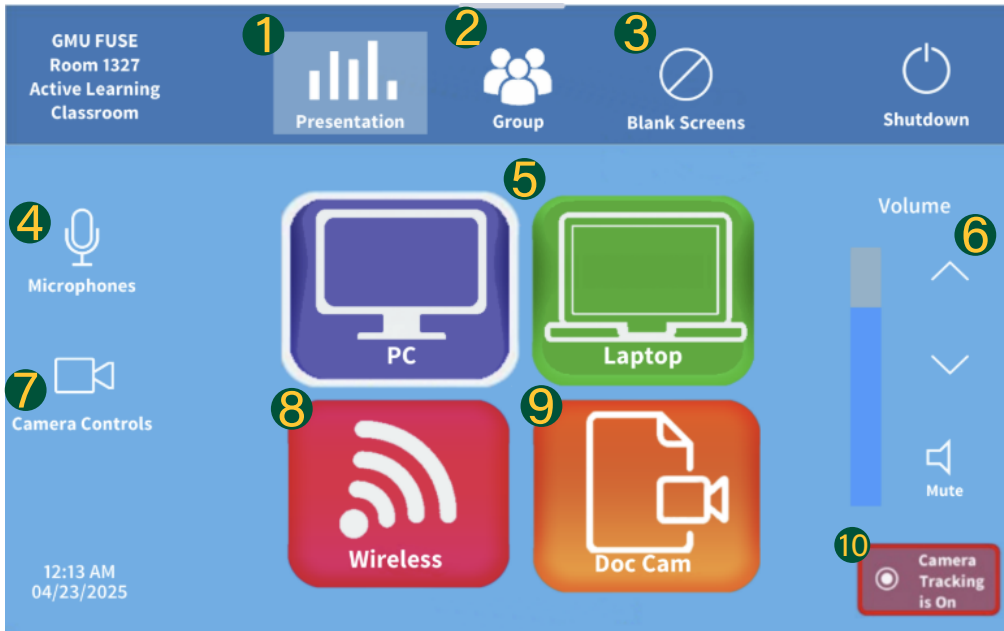 GMU FUSE
Room 1327
Active Learning
Classroom
1
Presentation
2
Group
3
Blank Screens
Shutdown
4
Microphones
5
PC
Laptop
Volume
6
7
Camera Controls
8
Wireless
9
Doc Cam
Mute
10
Camera
Tracking
is On
12:13 AM
04/23/2025